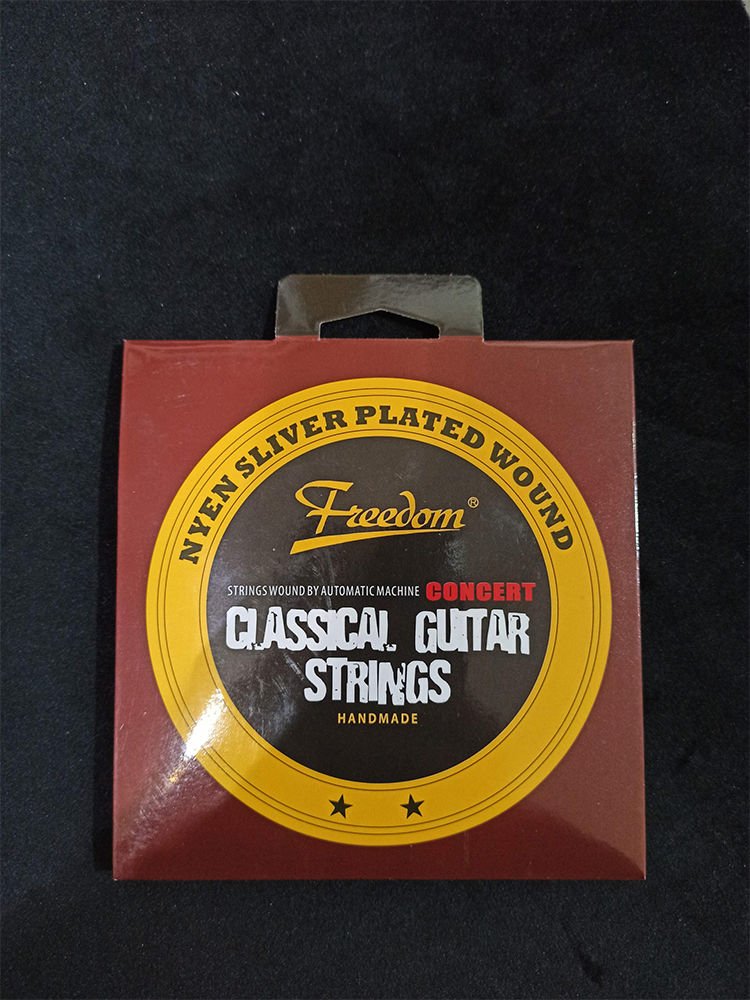 NYEN SLIVER PLATED WOUND
Freedom®
STRINGS WOUND BY AUTOMATIC MACHINE CONCERT
CLASSICAL GUITAR
STRINGS
HANDMADE